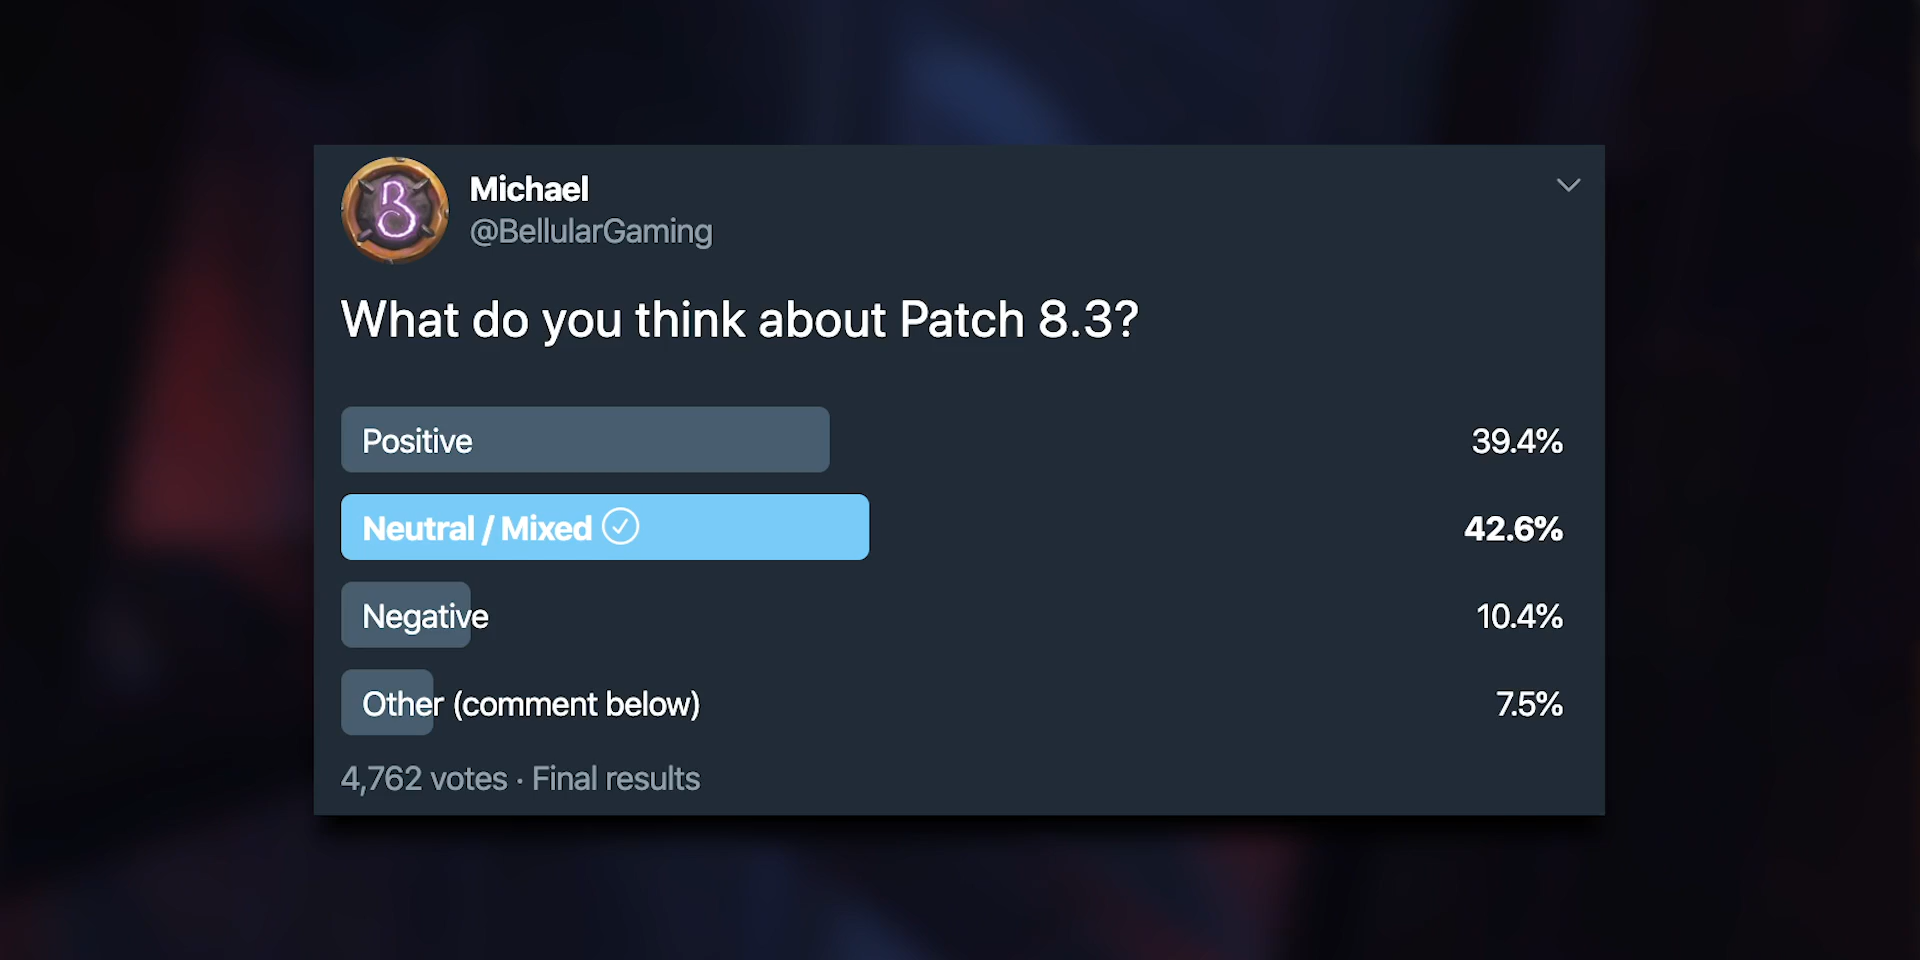 B
Michael
@BellularGaming
What do you think about Patch 8.3?
Positive 39.4%
Neutral / Mixed 42.6%
Negative 10.4%
Other (comment below) 7.5%
4,762 votes · Final results